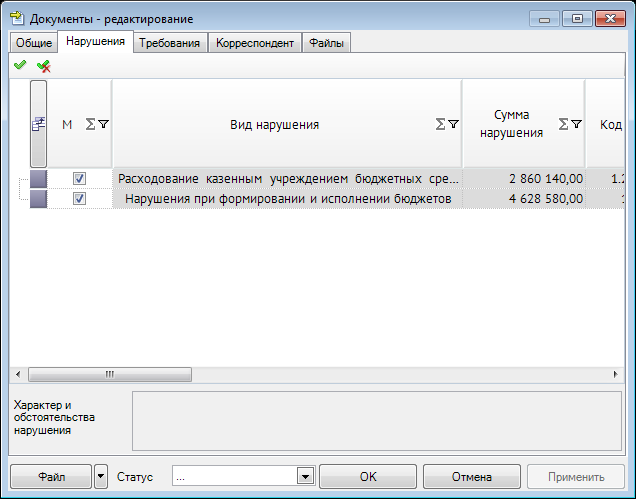 Документы - редактирование
Общие Нарушения Требования Корреспондент Файлы
М Σ Вид нарушения Σ Сумма нарушения Σ Код
Расходование казенным учреждением бюджетных сре... 2 860 140,00 1.2
Нарушения при формировании и исполнении бюджетов 4 628 580,00 1
Характер и
обстоятельства
нарушения
Файл Статус ... OK Отмена Применить